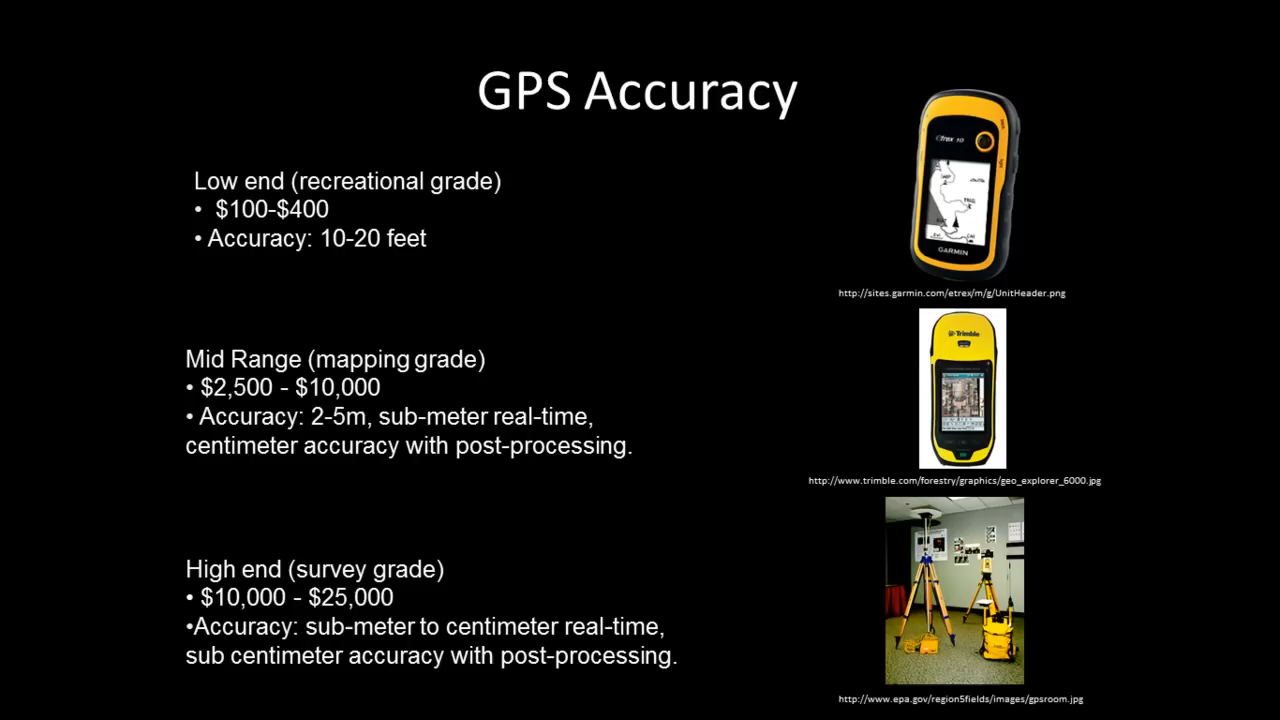 GPS Accuracy
Low end (recreational grade)
• $100-$400
• Accuracy: 10-20 feet
etrex 10
GARMIN
http://sites.garmin.com/etrex/m/g/UnitHeader.png
Mid Range (mapping grade)
• $2,500 - $10,000
• Accuracy: 2-5m, sub-meter real-time,
centimeter accuracy with post-processing.
Trimble
http://www.trimble.com/forestry/graphics/geo_explorer_6000.jpg
High end (survey grade)
• $10,000 - $25,000
•Accuracy: sub-meter to centimeter real-time,
sub centimeter accuracy with post-processing.
http://www.epa.gov/region5fields/images/gpsroom.jpg